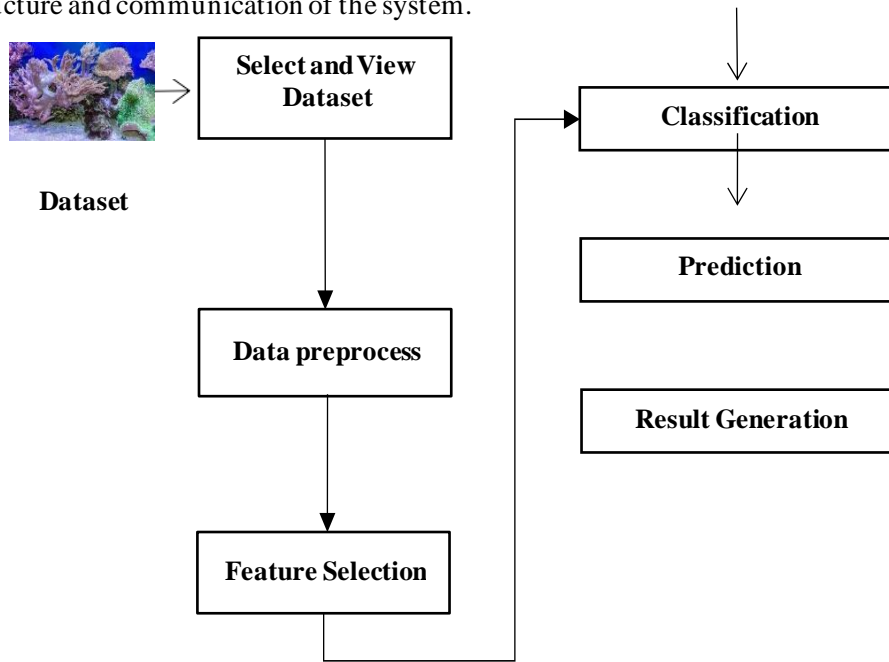 cture and communication of the system.
Select and View
Dataset
Dataset
Data preprocess
Feature Selection
Classification
Prediction
Result Generation